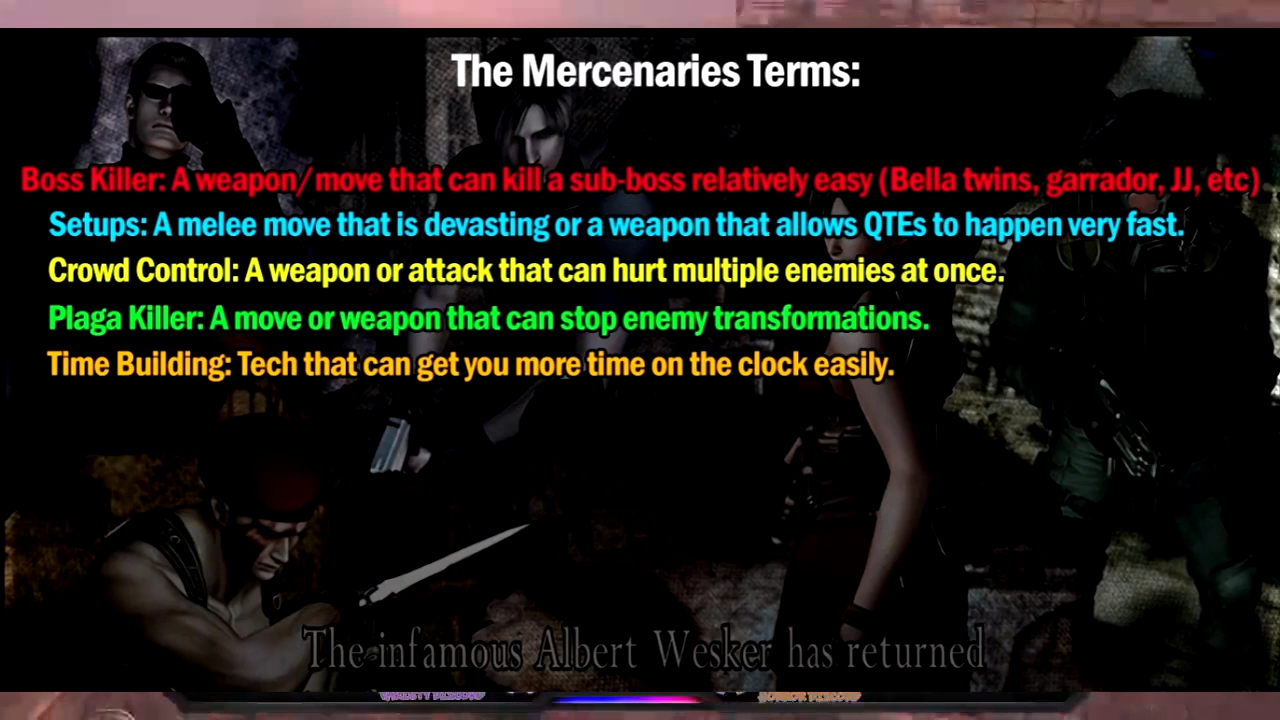 The Mercenaries Terms:
Boss Killer: A weapon/move that can kill a sub-boss relatively easy (Bella twins, garrador, JJ, etc)
Setups: A melee move that is devasting or a weapon that allows QTEs to happen very fast.
Crowd Control: A weapon or attack that can hurt multiple enemies at once.
Plaga Killer: A move or weapon that can stop enemy transformations.
Time Building: Tech that can get you more time on the clock easily.
The infamous Albert Wesker has returned